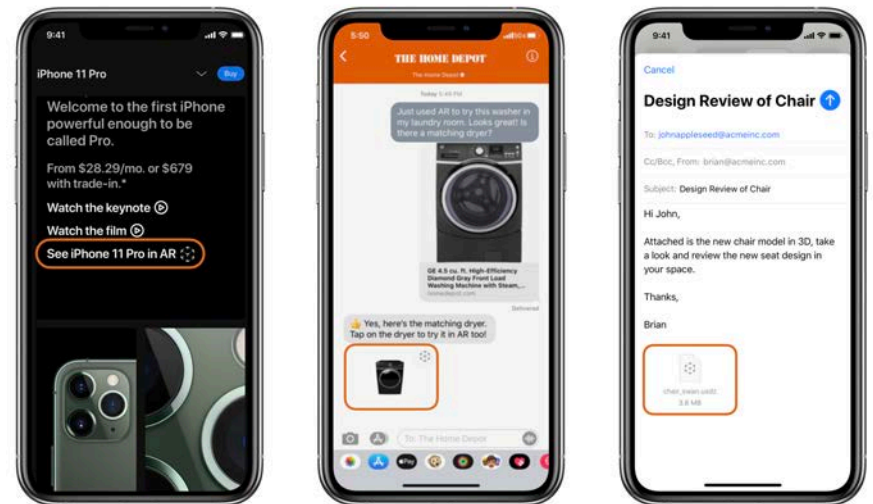 9:41
iPhone 11 Pro
Buy
Welcome to the first iPhone
powerful enough to be
called Pro.
From $28.29/mo. or $679
with trade-in.*
Watch the keynote
Watch the film
See iPhone 11 Pro in AR
5:50
THE HOME DEPOT
The Home Depot
Today 5:49 PM
Just used AR to try this washer in
my laundry room. Looks great! Is
there a matching dryer?
GE 4.5 cu. ft. High-Efficiency
Diamond Gray Front Load
Washing Machine with Steam,...
homedepot.com
Delivered
👍 Yes, here's the matching dryer.
Tap on the dryer to try it in AR too!
To: The Home Depot
Pay
9:41
Cancel
Design Review of Chair
To: johnappleseed@acmeinc.com
Cc/Bcc, From: brian@acmeinc.com
Subject: Design Review of Chair
Hi John,
Attached is the new chair model in 3D, take
a look and review the new seat design in
your space.
Thanks,
Brian
chair_swan.usdz
3.6 MB